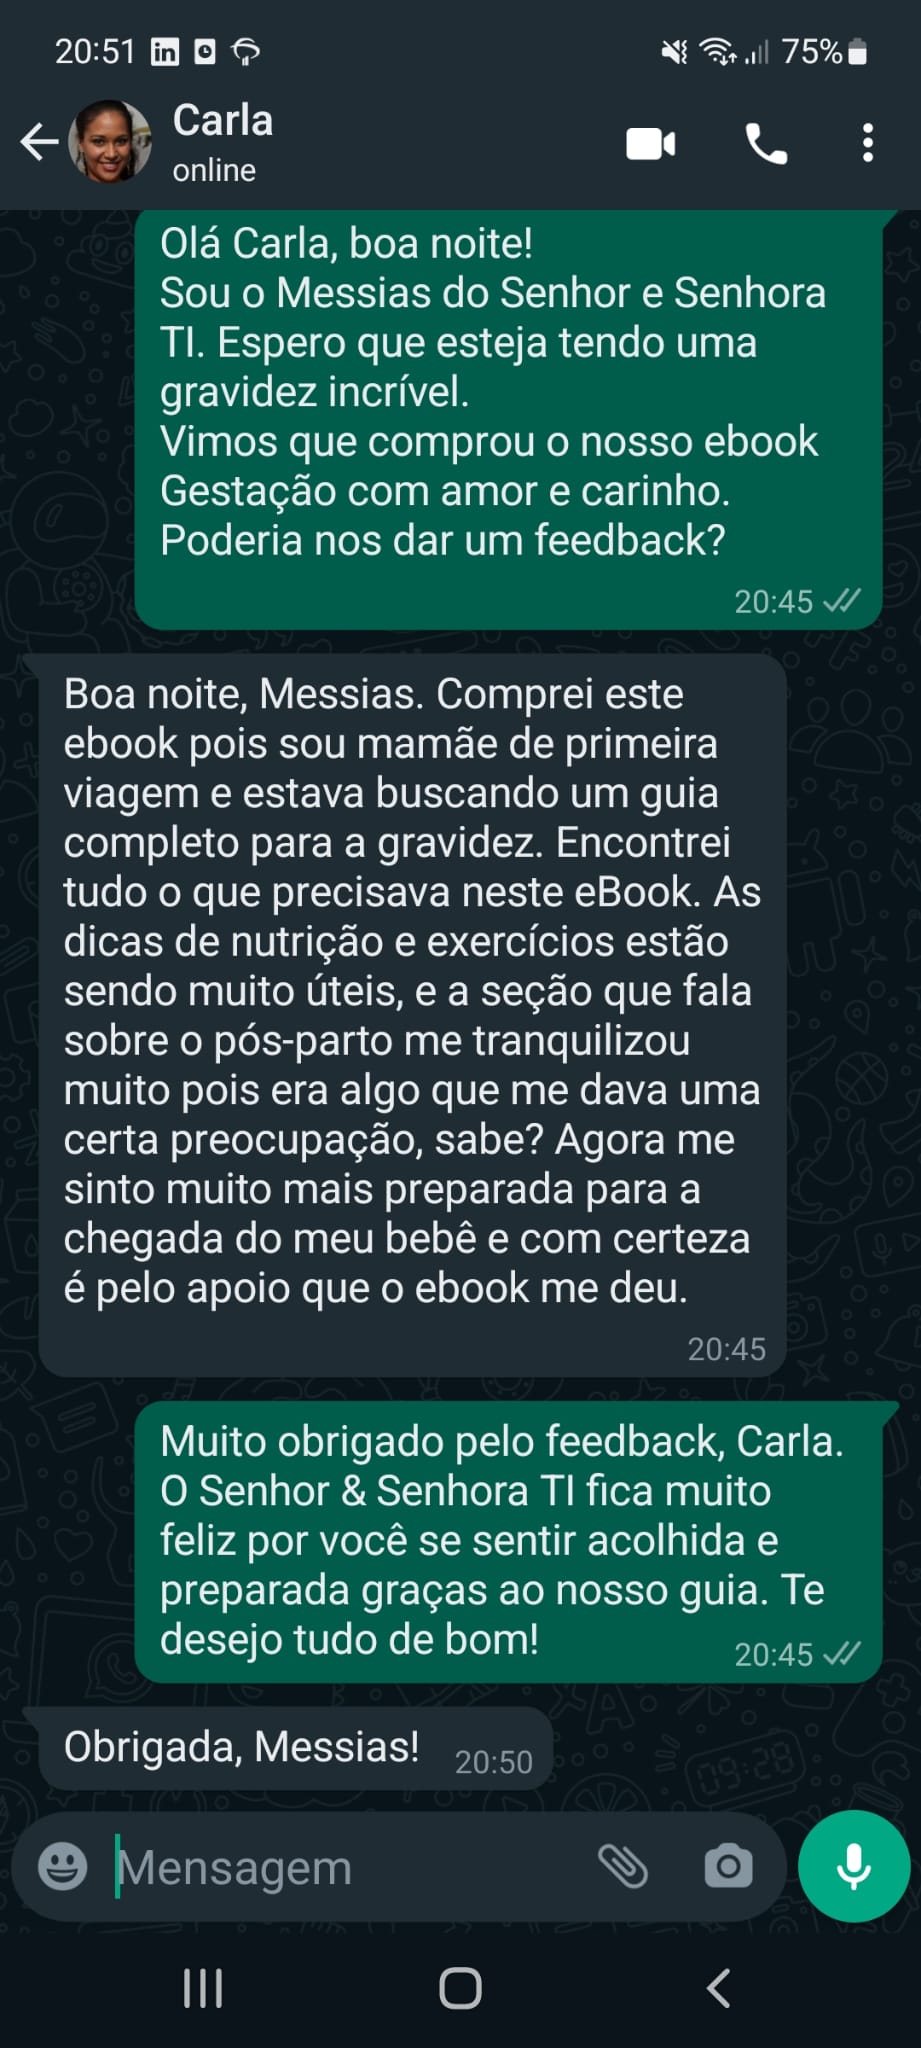 20:51
75%
Carla
online
Olá Carla, boa noite!
Sou o Messias do Senhor e Senhora
TI. Espero que esteja tendo uma
gravidez incrível.
Vimos que comprou o nosso ebook
Gestação com amor e carinho.
Poderia nos dar um feedback?
20:45
Boa noite, Messias. Comprei este
ebook pois sou mamãe de primeira
viagem e estava buscando um guia
completo para a gravidez. Encontrei
tudo o que precisava neste eBook. As
dicas de nutrição e exercícios estão
sendo muito úteis, e a seção que fala
sobre o pós-parto me tranquilizou
muito pois era algo que me dava uma
certa preocupação, sabe? Agora me
sinto muito mais preparada para a
chegada do meu bebê e com certeza
é pelo apoio que o ebook me deu.
20:45
Muito obrigado pelo feedback, Carla.
O Senhor & Senhora TI fica muito
feliz por você se sentir acolhida e
preparada graças ao nosso guia. Te
desejo tudo de bom!
20:45
Obrigada, Messias!
20:50
Mensagem